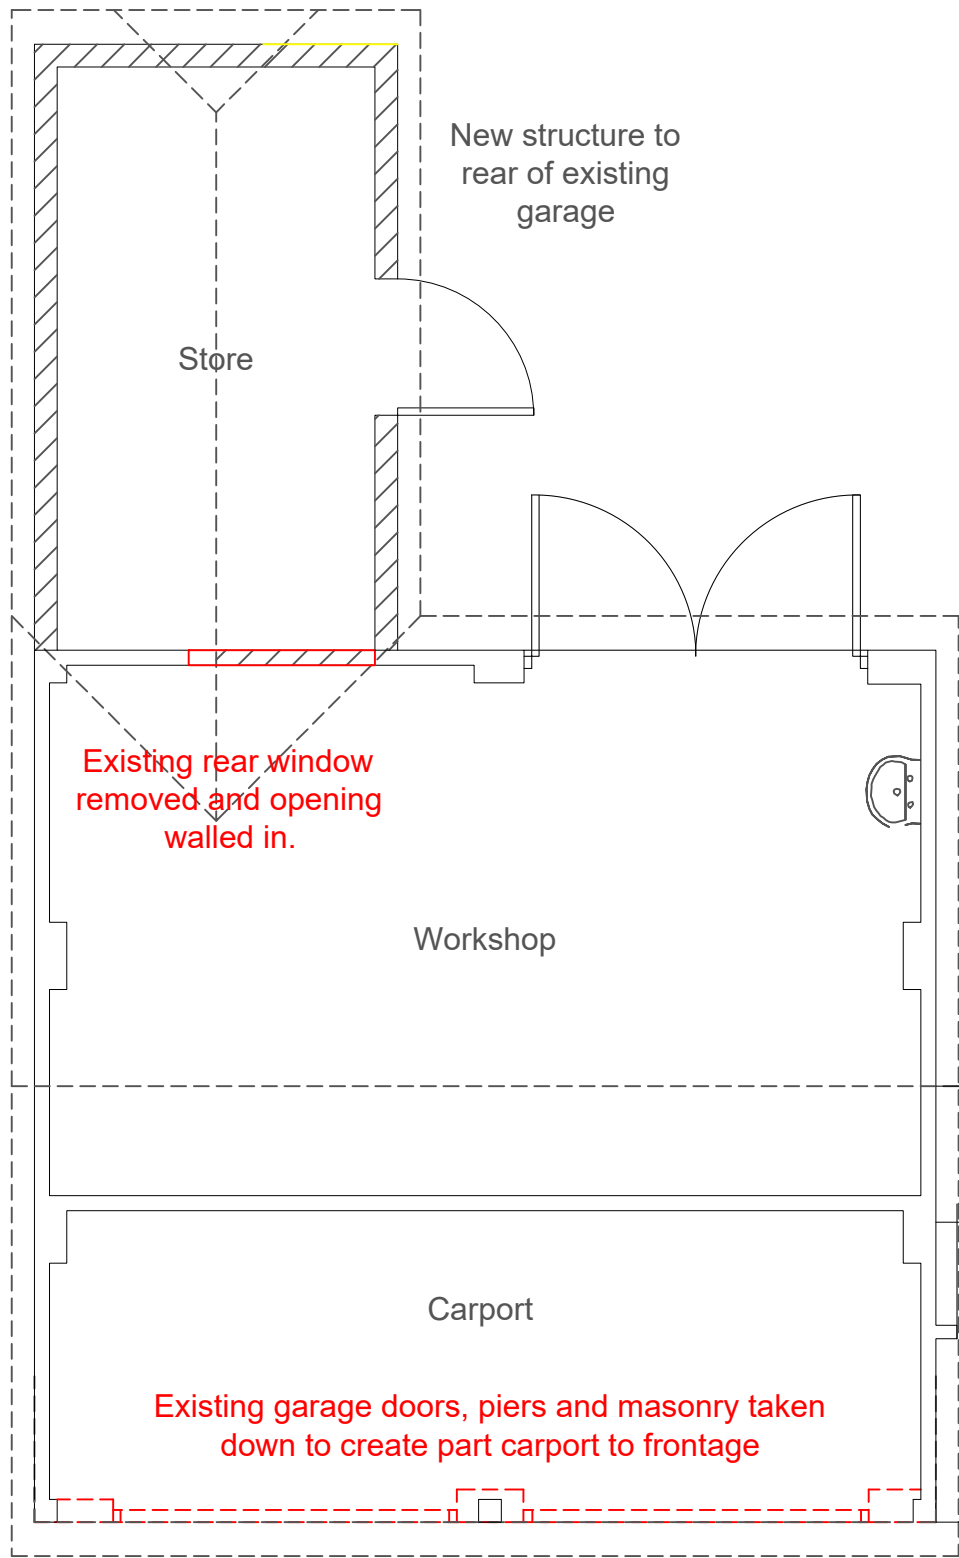 New structure to
rear of existing
garage
Store
Existing rear window
removed and opening
walled in.
Workshop
Carport
Existing garage doors, piers and masonry taken
down to create part carport to frontage